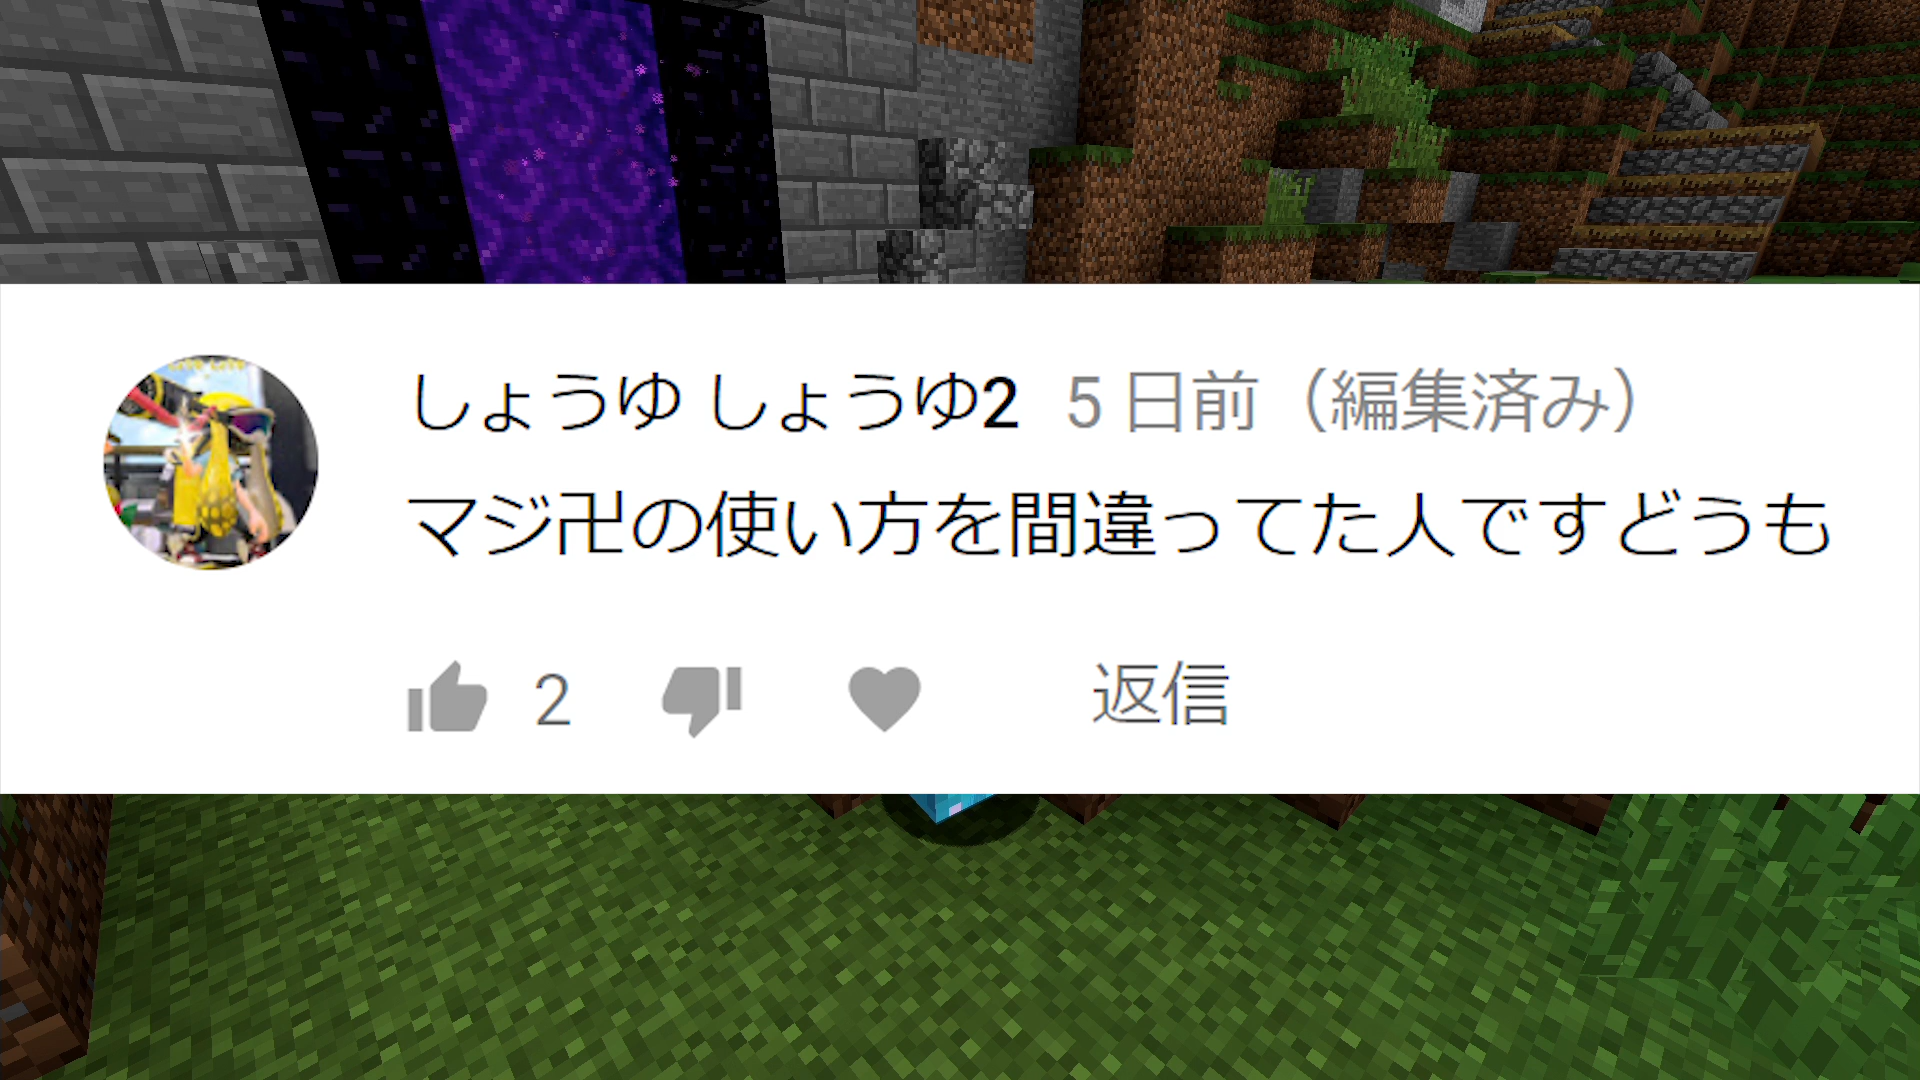 しょうゆ しょうゆ2 5 日前（編集済み）
マジ卍の使い方を間違ってた人ですどうも
2 返信